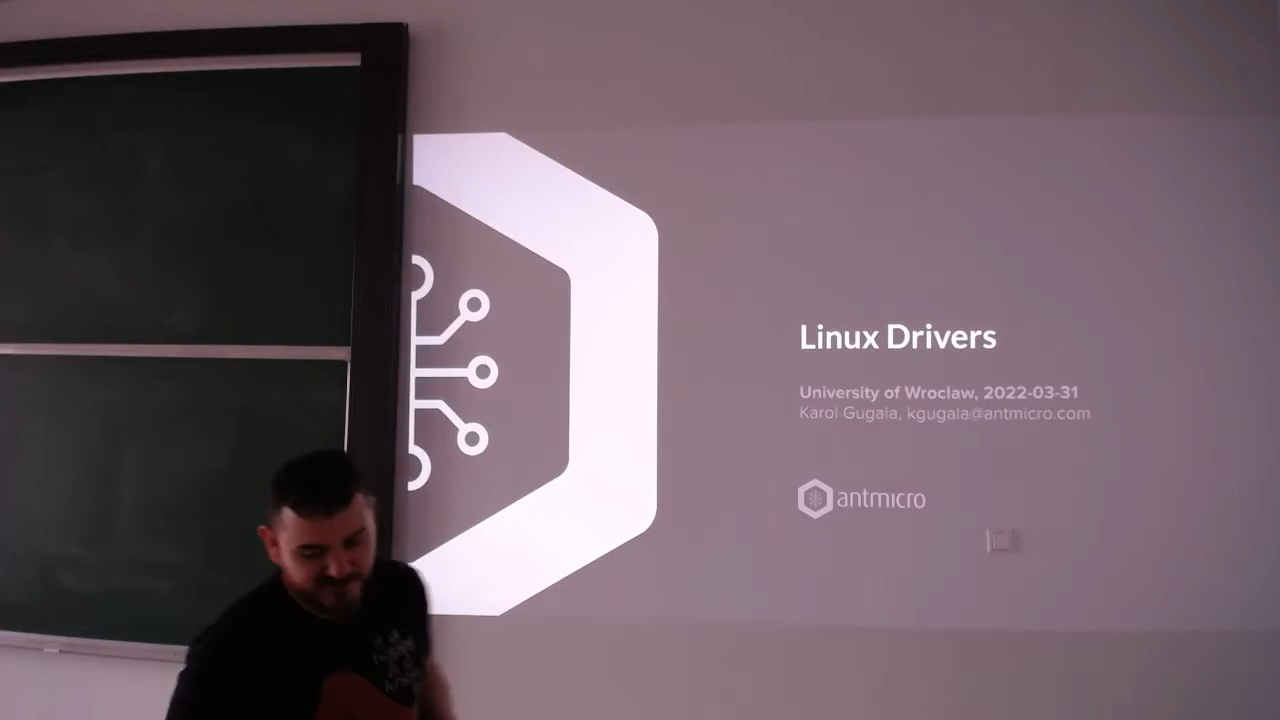 Linux Drivers
University of Wroclaw, 2022-03-31
Karol Gugala, kgugala@antmicro.com
antmicro